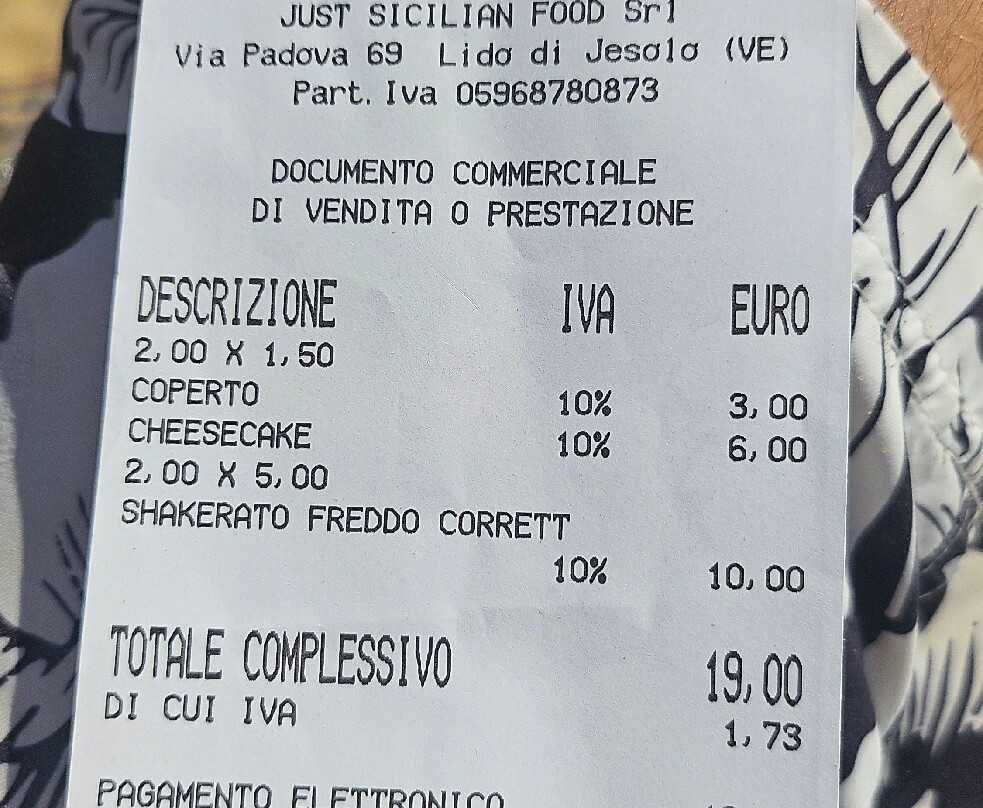 JUST SICILIAN FOOD Srl
Via Padova 69 Lido di Jesolo (VE)
Part. Iva 05968780873
DOCUMENTO COMMERCIALE
DI VENDITA O PRESTAZIONE
DESCRIZIONE IVA EURO
2,00 X 1,50
COPERTO 10% 3,00
CHEESECAKE 10% 6,00
2,00 X 5,00
SHAKERATO FREDDO CORRETT
10% 10,00
TOTALE COMPLESSIVO 19,00
DI CUI IVA 1,73
PAGAMENTO ELETTRONICO